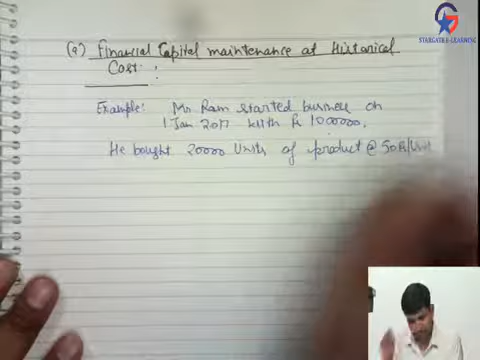 STARGATE E-LEARNING
(a) Financial Capital maintenance at Historical
Cost :
Example: Mr Ram started business on
1 Jan 2017 with Rs 1000000.
He bought 20000 Units of product @ 50 Rs/Unit